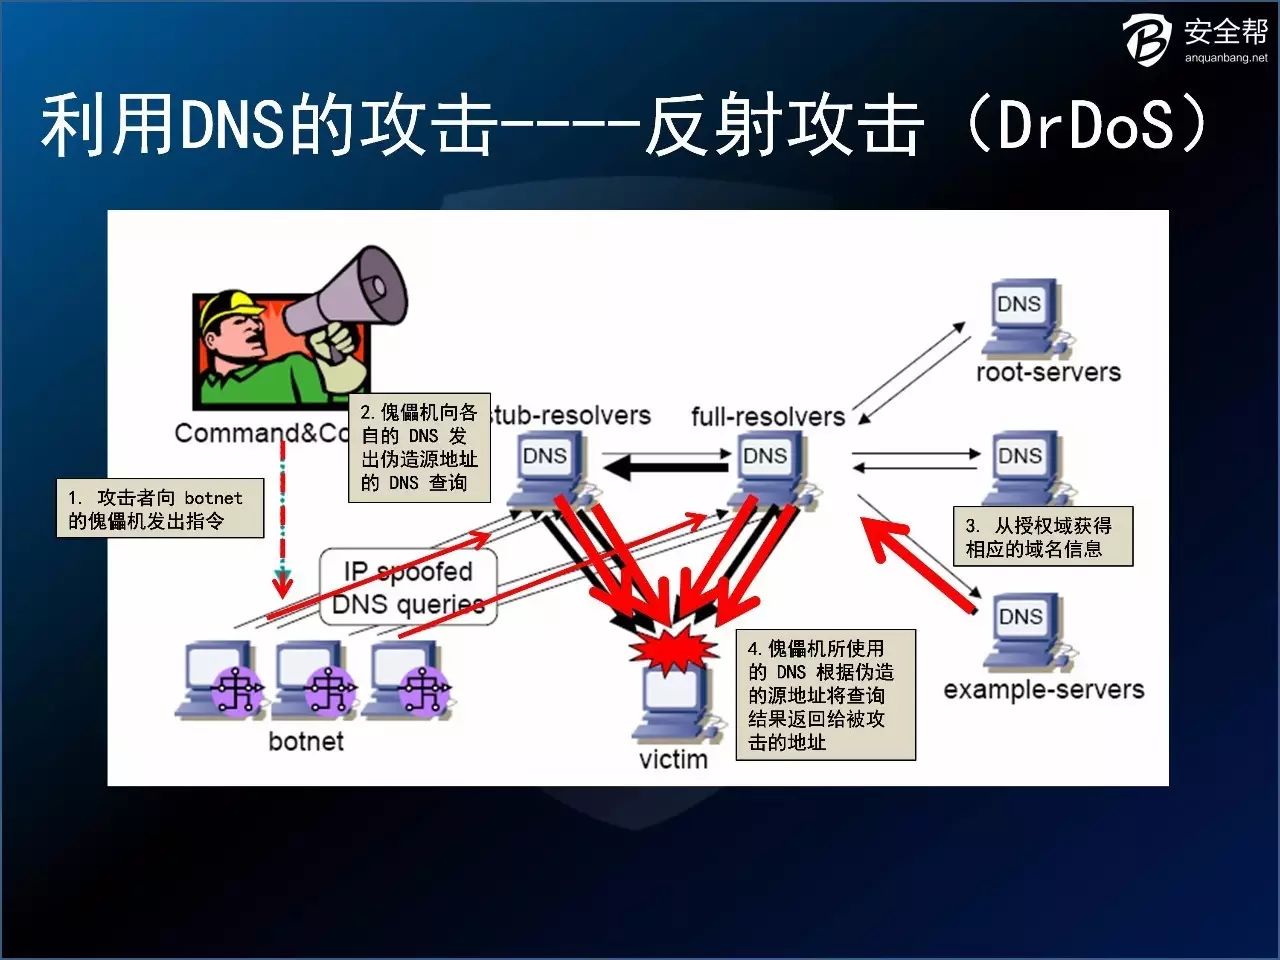 安全帮
anquanbang.net
利用DNS的攻击----反射攻击（DrDoS）
Command&Co
1. 攻击者向 botnet
的傀儡机发出指令
2.傀儡机向各
自的 DNS 发
出伪造源地址
的 DNS 查询
stub-resolvers
DNS
full-resolvers
DNS
DNS
root-servers
DNS
3. 从授权域获得
相应的域名信息
DNS
example-servers
IP spoofed
DNS queries
botnet
victim
4.傀儡机所使用
的 DNS 根据伪造
的源地址将查询
结果返回给被攻
击的地址